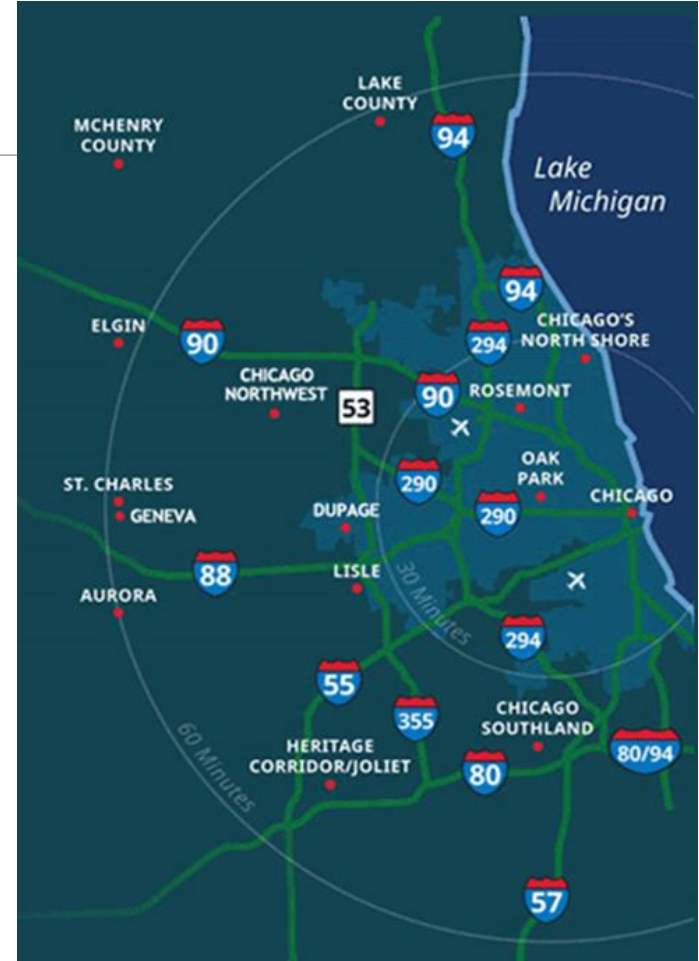 LAKE
COUNTY
MCHENRY
COUNTY
94
Lake
Michigan
94
CHICAGO'S
NORTH SHORE
ELGIN
90
294
CHICAGO
NORTHWEST
53
90
ROSEMONT
OAK
PARK
290
ST. CHARLES
GENEVA
DUPAGE
290
CHICAGO
88
LISLE
AURORA
30 Minutes
294
55
355
CHICAGO
SOUTHLAND
60 Minutes
HERITAGE
CORRIDOR/JOLIET
80
80/94
57